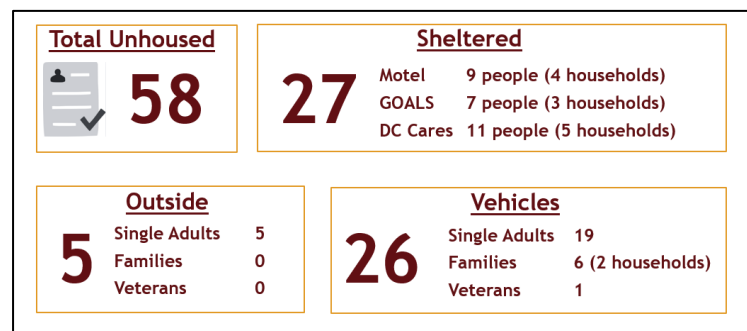 Total Unhoused
58
Sheltered
27
Motel 9 people (4 households)
GOALS 7 people (3 households)
DC Cares 11 people (5 households)
Outside
5
Single Adults 5
Families 0
Veterans 0
Vehicles
26
Single Adults 19
Families 6 (2 households)
Veterans 1